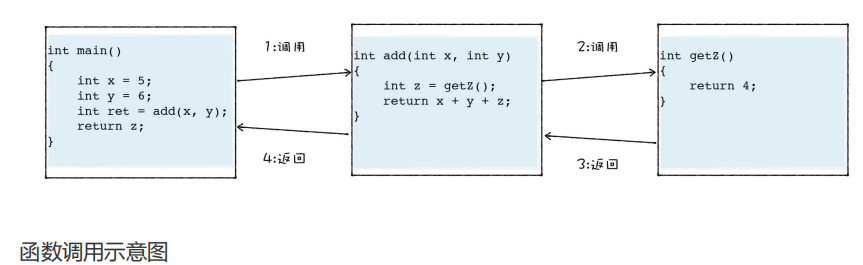 int main()
{
    int x = 5;
    int y = 6;
    int ret = add(x, y);
    return z;
}
1:调用
int add(int x, int y)
{
    int z = getZ();
    return x + y + z;
}
2:调用
int getZ()
{
    return 4;
}
4:返回
3:返回
函数调用示意图